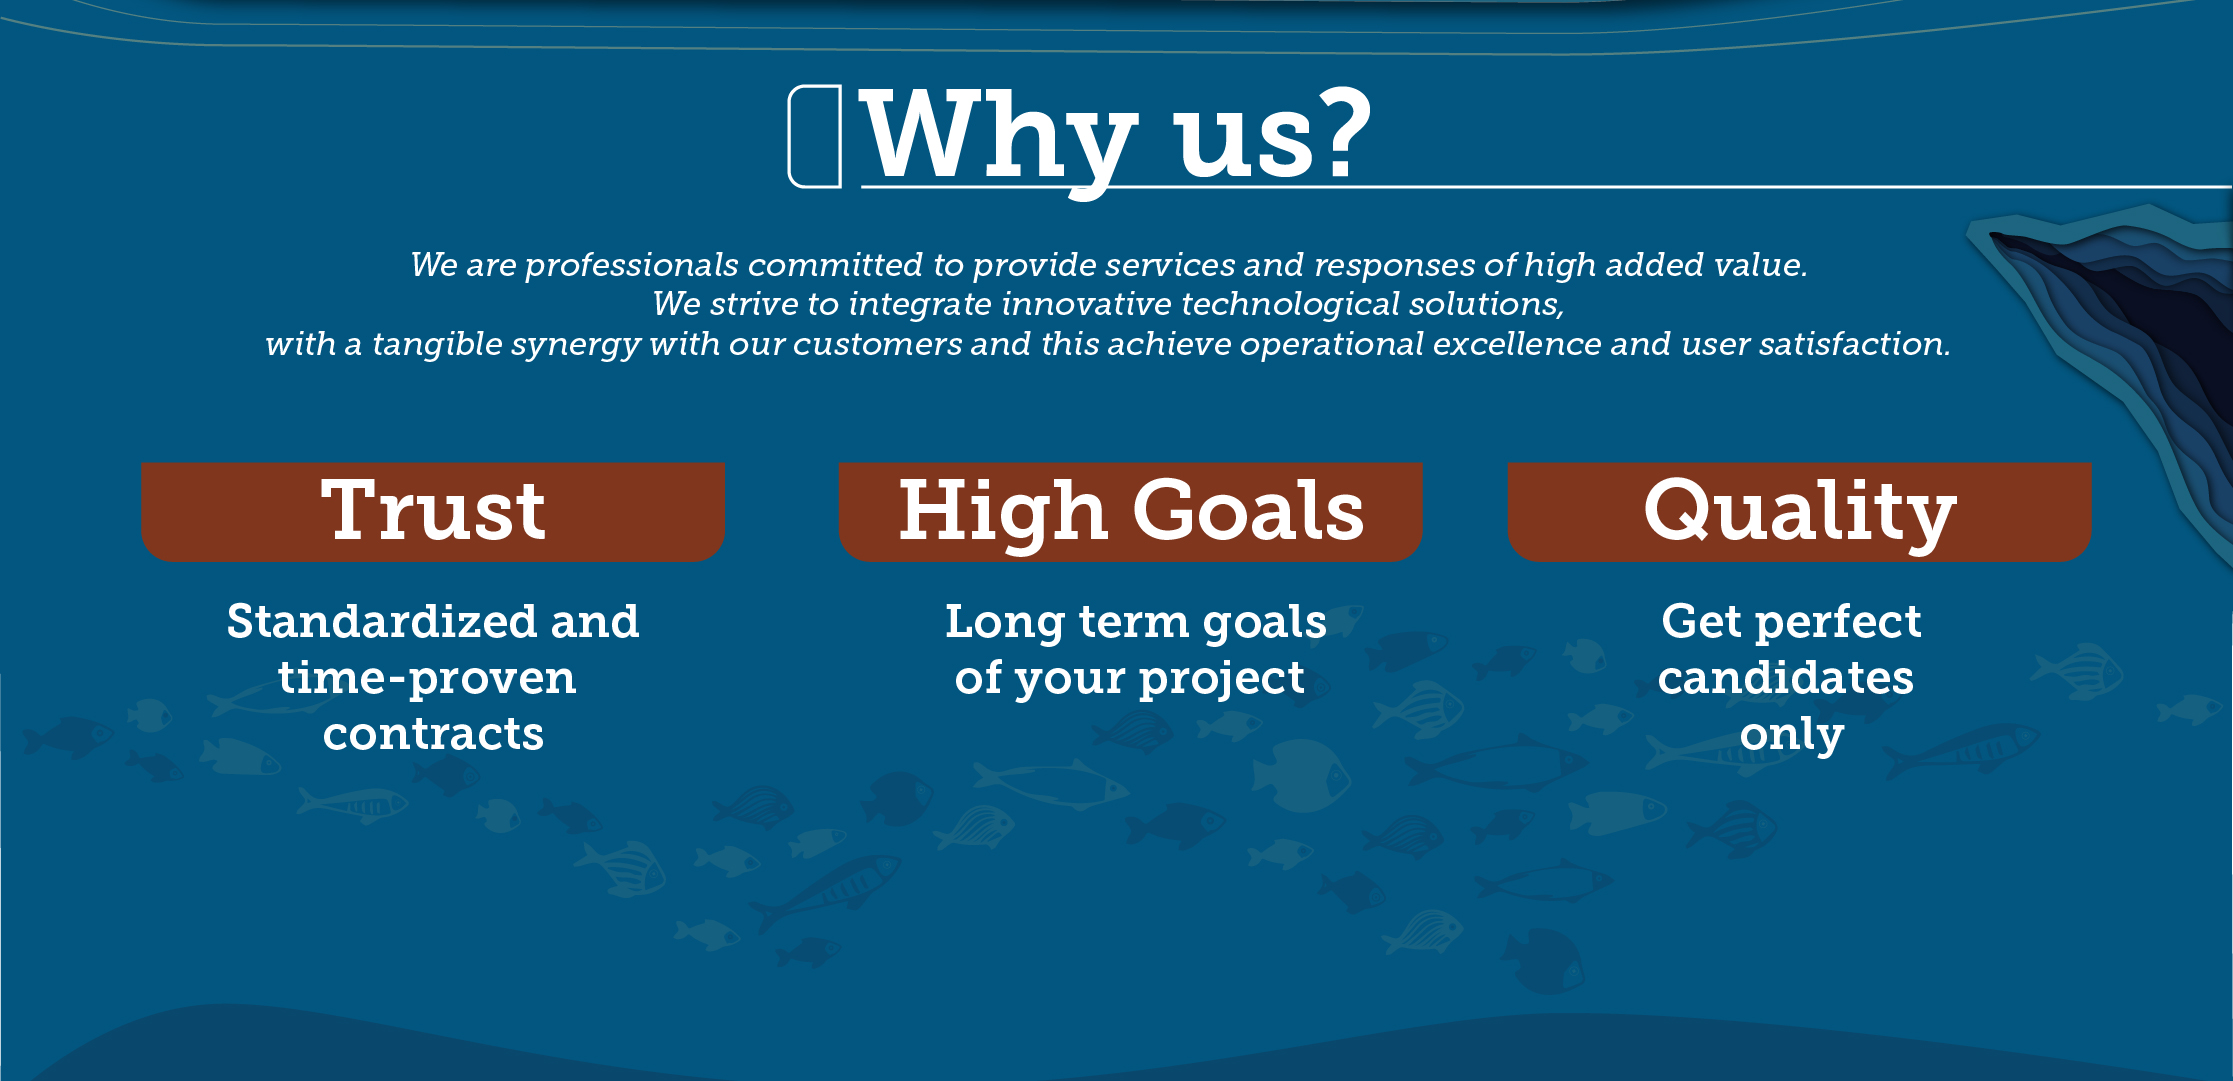 Why us?
We are professionals committed to provide services and responses of high added value.
We strive to integrate innovative technological solutions,
with a tangible synergy with our customers and this achieve operational excellence and user satisfaction.
Trust
Standardized and
time-proven
contracts
High Goals
Long term goals
of your project
Quality
Get perfect
candidates
only